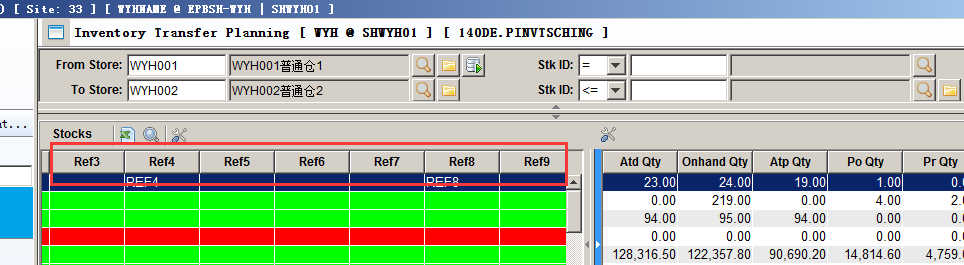 ) [ Site: 33 ] [ WYHNAME @ EPBSH-WYH | SHWYH01 ]
Inventory Transfer Planning [ WYH @ SHWYH01 ] [ 140DE.PINVTSCHING ]
From Store: WYH001 WYH001普通仓1 Stk ID: =
To Store: WYH002 WYH002普通仓2 Stk ID: <=
at...
Stocks
Ref3 Ref4 Ref5 Ref6 Ref7 Ref8 Ref9 Atd Qty Onhand Qty Atp Qty Po Qty Pr Qty
REF4 REF8 23.00 24.00 19.00 1.00 0.0
0.00 219.00 0.00 4.00 2.0
94.00 95.00 94.00 0.00 0.0
0.00 0.00 0.00 0.00 0.0
128,316.50 122,357.80 90,690.20 14,814.60 4,759.0